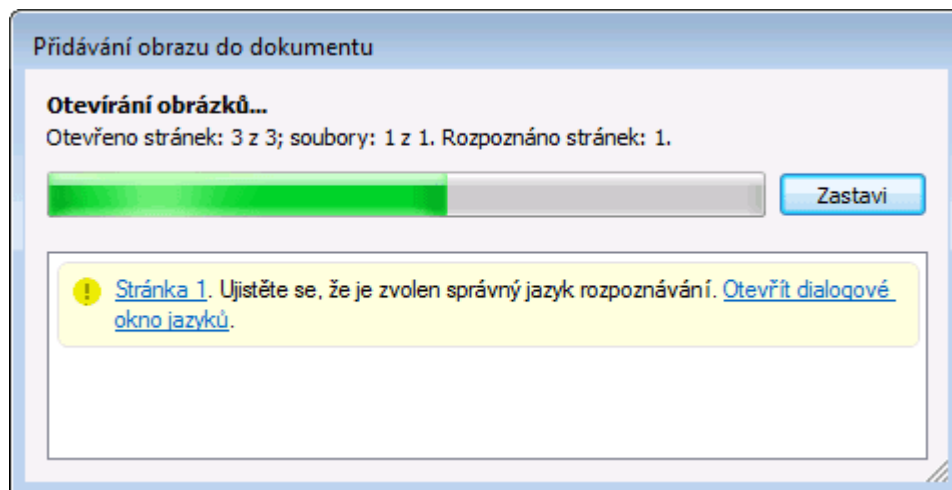 Přidávání obrazu do dokumentu
Otevírání obrázků...
Otevřeno stránek: 3 z 3; soubory: 1 z 1. Rozpoznáno stránek: 1.
Zastavi
Stránka 1. Ujistěte se, že je zvolen správný jazyk rozpoznávání. Otevřít dialogové
okno jazyků.